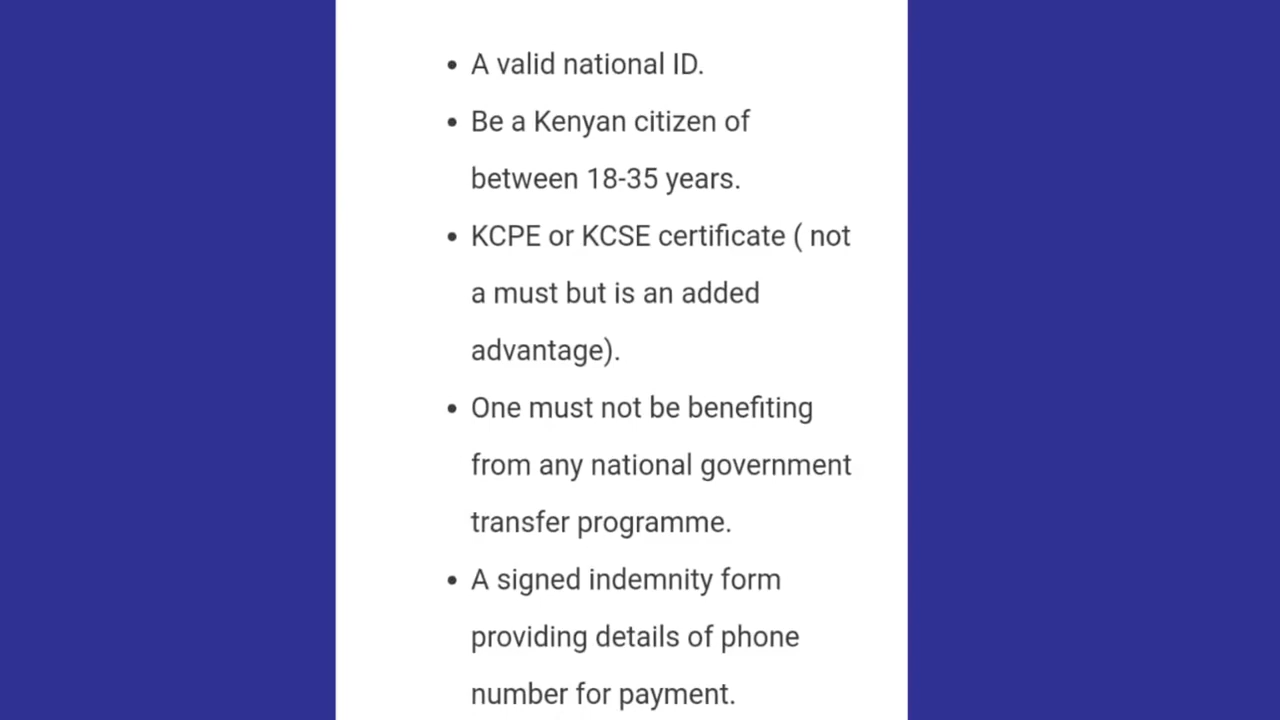 • A valid national ID.
• Be a Kenyan citizen of
between 18-35 years.
• KCPE or KCSE certificate ( not
a must but is an added
advantage).
• One must not be benefiting
from any national government
transfer programme.
• A signed indemnity form
providing details of phone
number for payment.